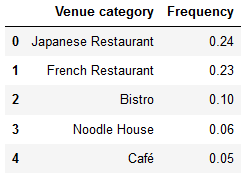 Venue category Frequency
0 Japanese Restaurant 0.24
1 French Restaurant 0.23
2 Bistro 0.10
3 Noodle House 0.06
4 Café 0.05